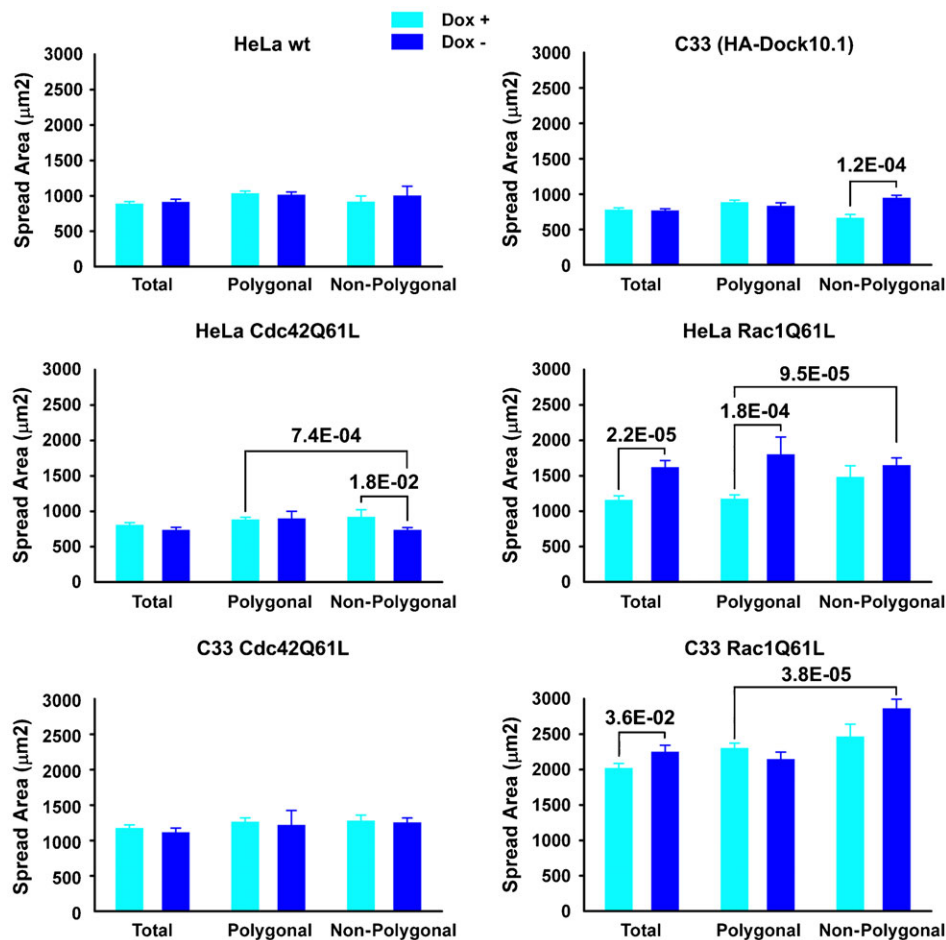 Dox +
Dox -
HeLa wt
Spread Area (μm2)
3000
2500
2000
1500
1000
500
0
Total Polygonal Non-Polygonal
C33 (HA-Dock10.1)
Spread Area (μm2)
3000
2500
2000
1500
1000
500
0
1.2E-04
Total Polygonal Non-Polygonal
HeLa Cdc42Q61L
Spread Area (μm2)
3000
2500
2000
1500
1000
500
0
7.4E-04
1.8E-02
Total Polygonal Non-Polygonal
HeLa Rac1Q61L
Spread Area (μm2)
3000
2500
2000
1500
1000
500
0
9.5E-05
1.8E-04
2.2E-05
Total Polygonal Non-Polygonal
C33 Cdc42Q61L
Spread Area (μm2)
3000
2500
2000
1500
1000
500
0
Total Polygonal Non-Polygonal
C33 Rac1Q61L
Spread Area (μm2)
3000
2500
2000
1500
1000
500
0
3.8E-05
3.6E-02
Total Polygonal Non-Polygonal